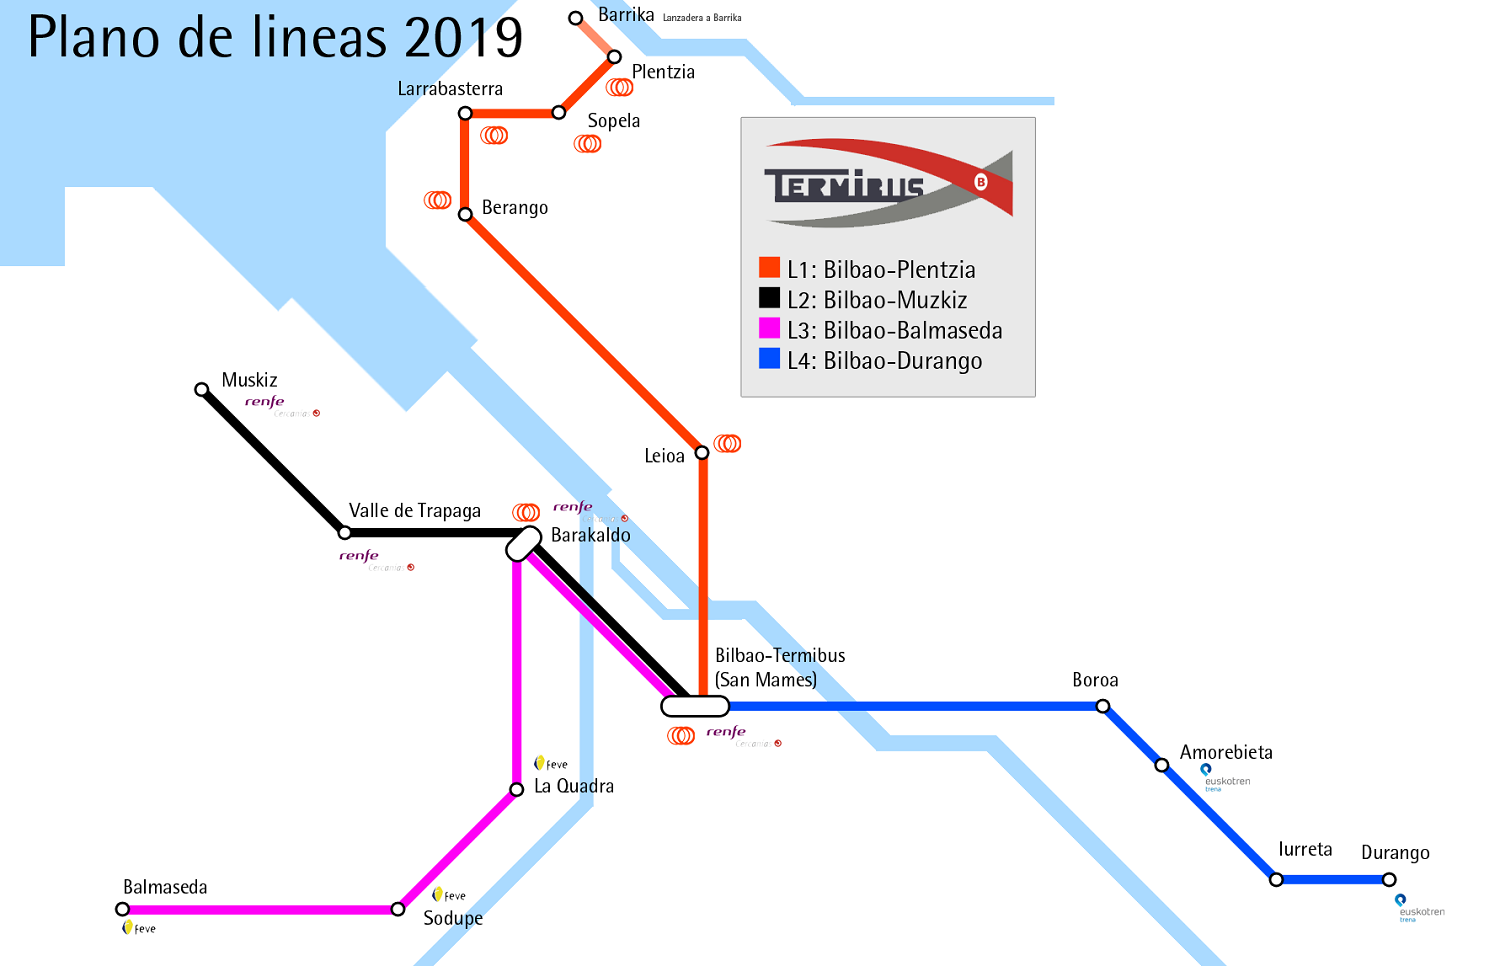 Plano de lineas 2019
Barrika
Lanzadera a Barrika
Plentzia
Larrabasterra
Sopela
Berango
TERMIBUS
B
L1: Bilbao-Plentzia
L2: Bilbao-Muzkiz
L3: Bilbao-Balmaseda
L4: Bilbao-Durango
Muskiz
renfe
Cercanías
Leioa
Valle de Trapaga
renfe
Cercanías
renfe
Cercanías
Barakaldo
Bilbao-Termibus
(San Mames)
renfe
Cercanías
Boroa
Amorebieta
euskotren
trena
feve
La Quadra
Iurreta
Durango
euskotren
trena
Balmaseda
feve
feve
Sodupe